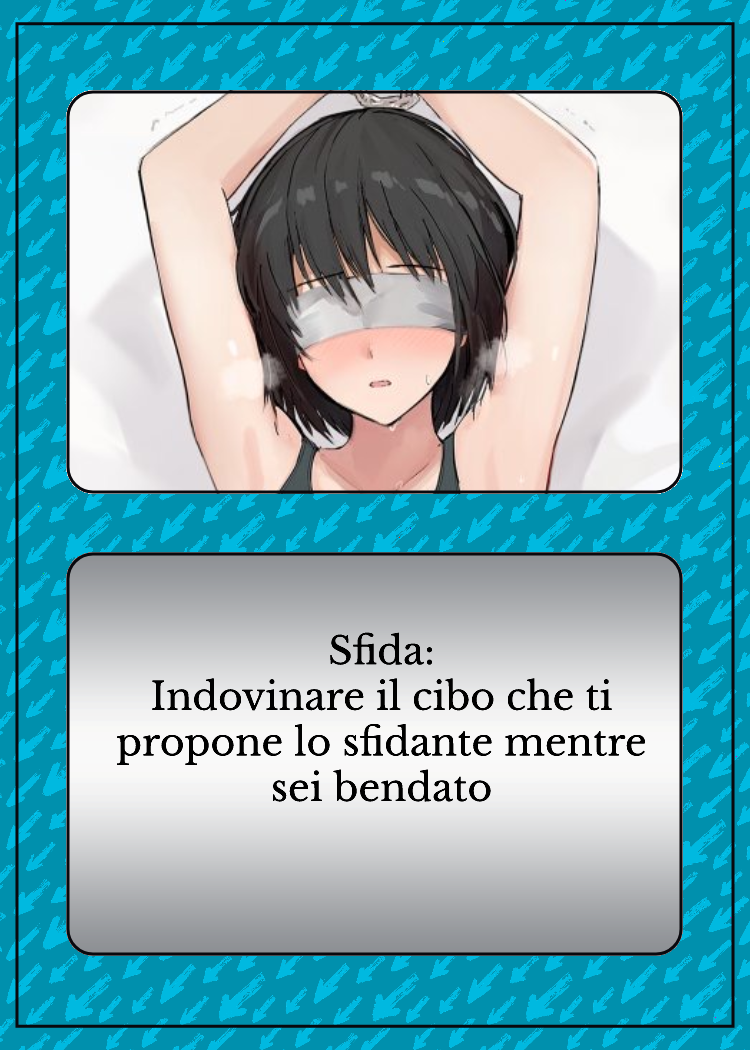 Sfida:
Indovinare il cibo che ti
propone lo sfidante mentre
sei bendato